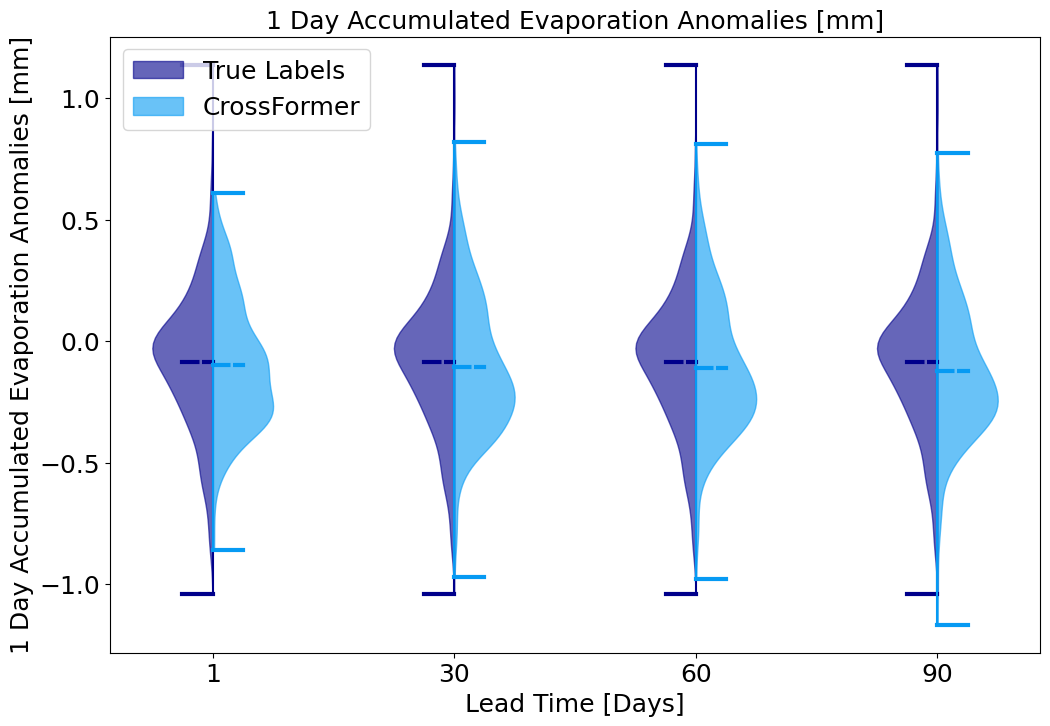 1 Day Accumulated Evaporation Anomalies [mm]
True Labels
CrossFormer
1 Day Accumulated Evaporation Anomalies [mm]
1.0
0.5
0.0
−0.5
−1.0
1 30 60 90
Lead Time [Days]